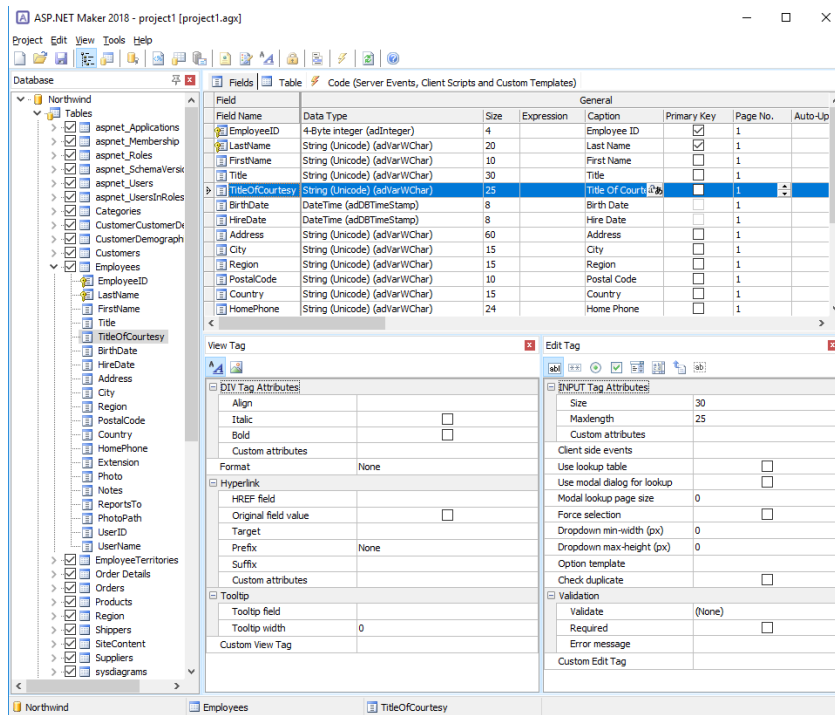 ASP.NET Maker 2018 - project1 [project1.agx]
Project Edit View Tools Help
Database
Northwind
Tables
aspnet_Applications
aspnet_Membership
aspnet_Roles
aspnet_SchemaVersic
aspnet_Users
aspnet_UsersInRoles
Categories
CustomerCustomerDe
CustomerDemograph
Customers
Employees
EmployeeID
LastName
FirstName
Title
TitleOfCourtesy
BirthDate
HireDate
Address
City
Region
PostalCode
Country
HomePhone
Extension
Photo
Notes
ReportsTo
PhotoPath
UserID
UserName
EmployeeTerritories
Order Details
Orders
Products
Region
Shippers
SiteContent
Suppliers
sysdiagrams
Fields Table Code (Server Events, Client Scripts and Custom Templates)
Field General
Field Name Data Type Size Expression Caption Primary Key Page No. Auto-Up
EmployeeID 4-Byte integer (adInteger) 4 Employee ID 1
LastName String (Unicode) (adVarWChar) 20 Last Name 1
FirstName String (Unicode) (adVarWChar) 10 First Name 1
Title String (Unicode) (adVarWChar) 30 Title 1
TitleOfCourtesy String (Unicode) (adVarWChar) 25 Title Of Court 1
BirthDate DateTime (adDBTimeStamp) 8 Birth Date 1
HireDate DateTime (adDBTimeStamp) 8 Hire Date 1
Address String (Unicode) (adVarWChar) 60 Address 1
City String (Unicode) (adVarWChar) 15 City 1
Region String (Unicode) (adVarWChar) 15 Region 1
PostalCode String (Unicode) (adVarWChar) 10 Postal Code 1
Country String (Unicode) (adVarWChar) 15 Country 1
HomePhone String (Unicode) (adVarWChar) 24 Home Phone 1
View Tag
DIV Tag Attributes
Align
Italic
Bold
Custom attributes
Format None
Hyperlink
HREF field
Original field value
Target
Prefix None
Suffix
Custom attributes
Tooltip
Tooltip field
Tooltip width 0
Custom View Tag
Edit Tag
abl ab
INPUT Tag Attributes
Size 30
Maxlength 25
Custom attributes
Client side events
Use lookup table
Use modal dialog for lookup
Modal lookup page size 0
Force selection
Dropdown min-width (px) 0
Dropdown max-height (px) 0
Option template
Check duplicate
Validation
Validate (None)
Required
Error message
Custom Edit Tag
Northwind Employees TitleOfCourtesy